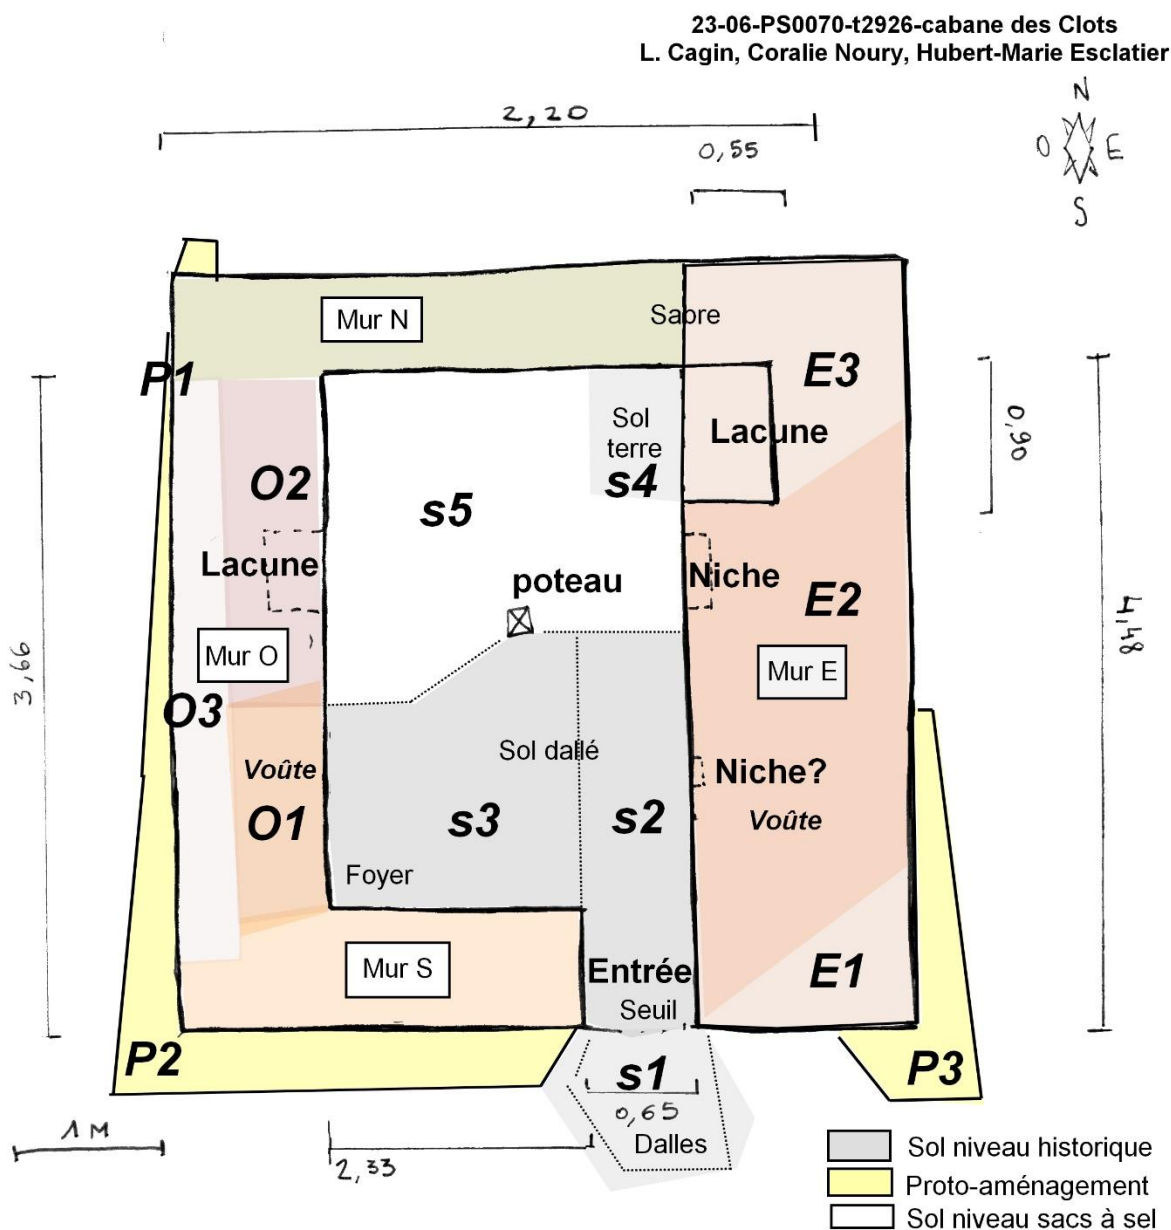 23-06-PS0070-t2926-cabane des Clots
L. Cagin, Coralie Noury, Hubert-Marie Esclatier
N
O E
S
2,20
0,55
Mur N
Sabre
P1
E3
Sol
terre
Lacune
0,90
O2
s4
s5
Lacune
poteau
Niche
E2
4,48
3,66
Mur O
Mur E
O3
Sol dallé
Voûte
Niche?
O1
s3
s2
Voûte
Foyer
Mur S
Entrée
E1
Seuil
P2
s1
P3
0,65
1 M
Dalles
2,33
Sol niveau historique
Proto-aménagement
Sol niveau sacs à sel